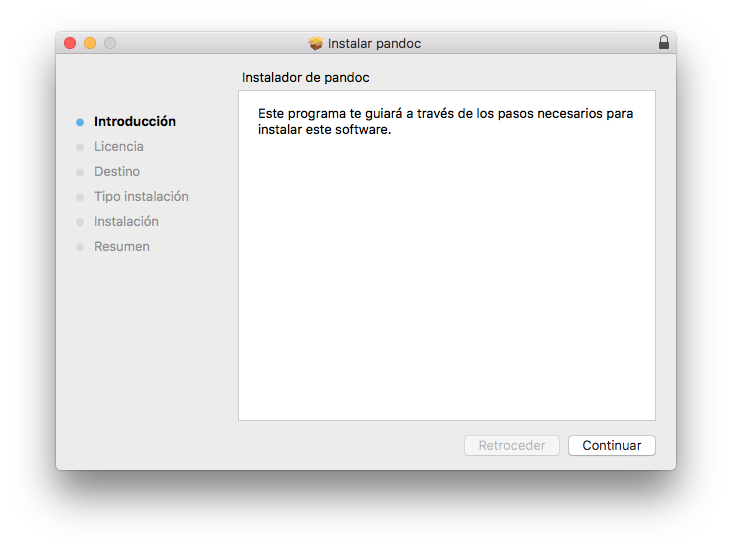 Instalar pandoc
Instalador de pandoc
Introducción
Licencia
Destino
Tipo instalación
Instalación
Resumen
Este programa te guiará a través de los pasos necesarios para
instalar este software.
Retroceder
Continuar